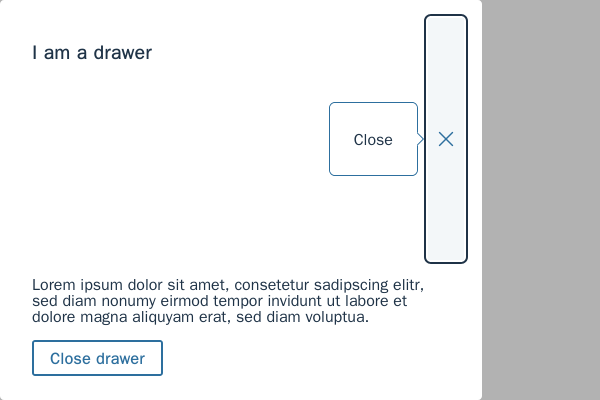 I am a drawer
Close
Lorem ipsum dolor sit amet, consetetur sadipscing elitr,
sed diam nonumy eirmod tempor invidunt ut labore et
dolore magna aliquyam erat, sed diam voluptua.
Close drawer